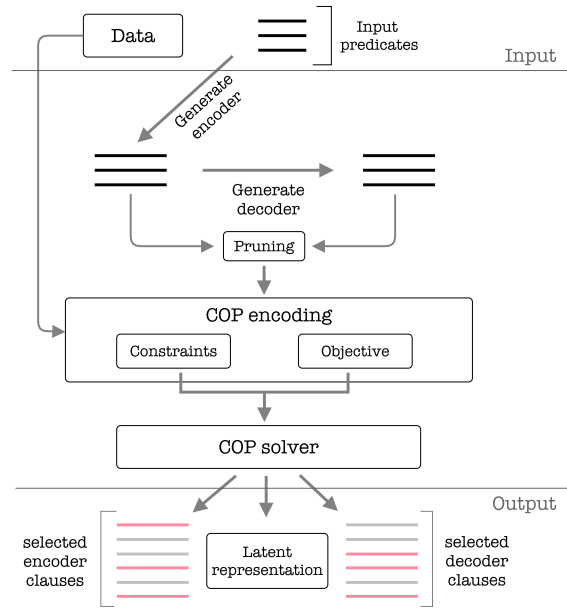 Data
Input
predicates
Input
Generate
encoder
Generate
decoder
Pruning
COP encoding
Constraints
Objective
COP solver
Output
selected
encoder
clauses
Latent
representation
selected
decoder
clauses